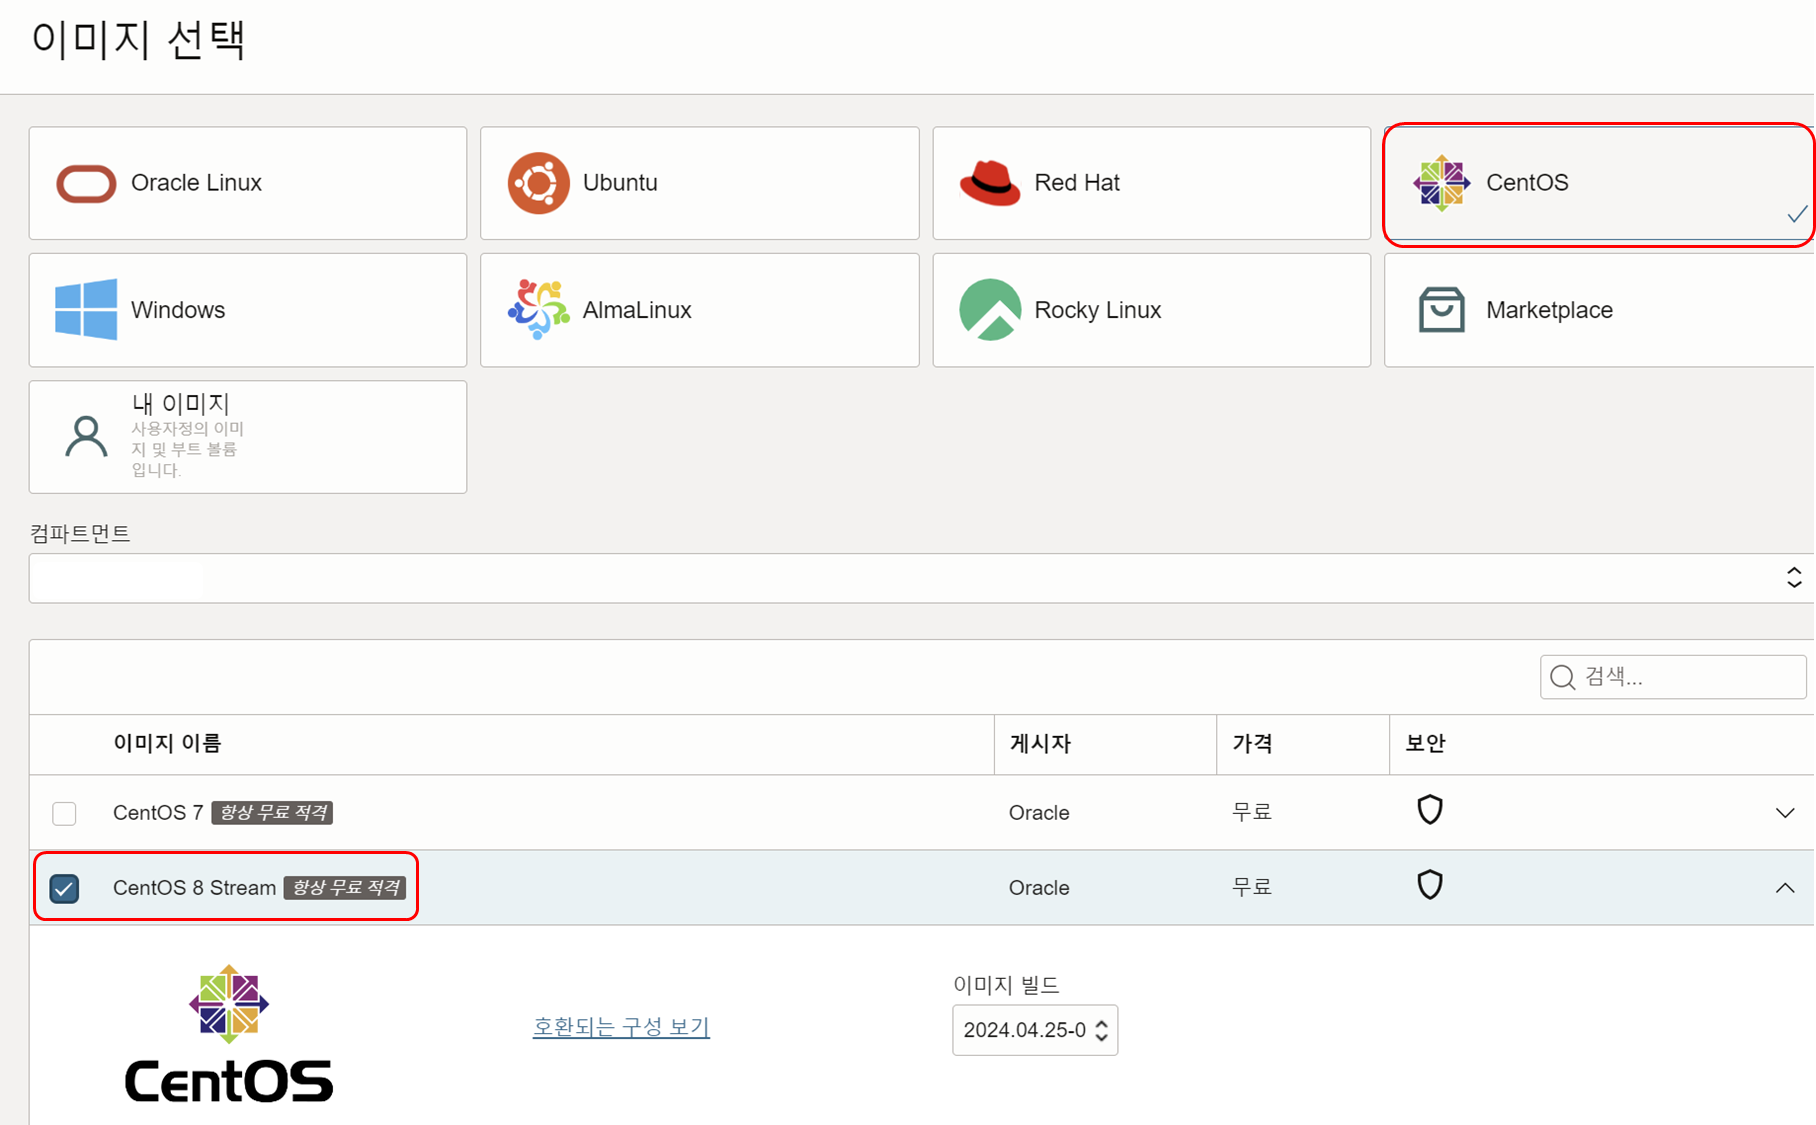 이미지 선택
Oracle Linux
Ubuntu
Red Hat
CentOS
Windows
AlmaLinux
Rocky Linux
Marketplace
내 이미지
사용자정의 이미
지 및 부트 볼륨
입니다.
컴파트먼트
검색...
이미지 이름 게시자 가격 보안
CentOS 7 항상 무료 적격 Oracle 무료
CentOS 8 Stream 항상 무료 적격 Oracle 무료
CentOS
호환되는 구성 보기
이미지 빌드
2024.04.25-0